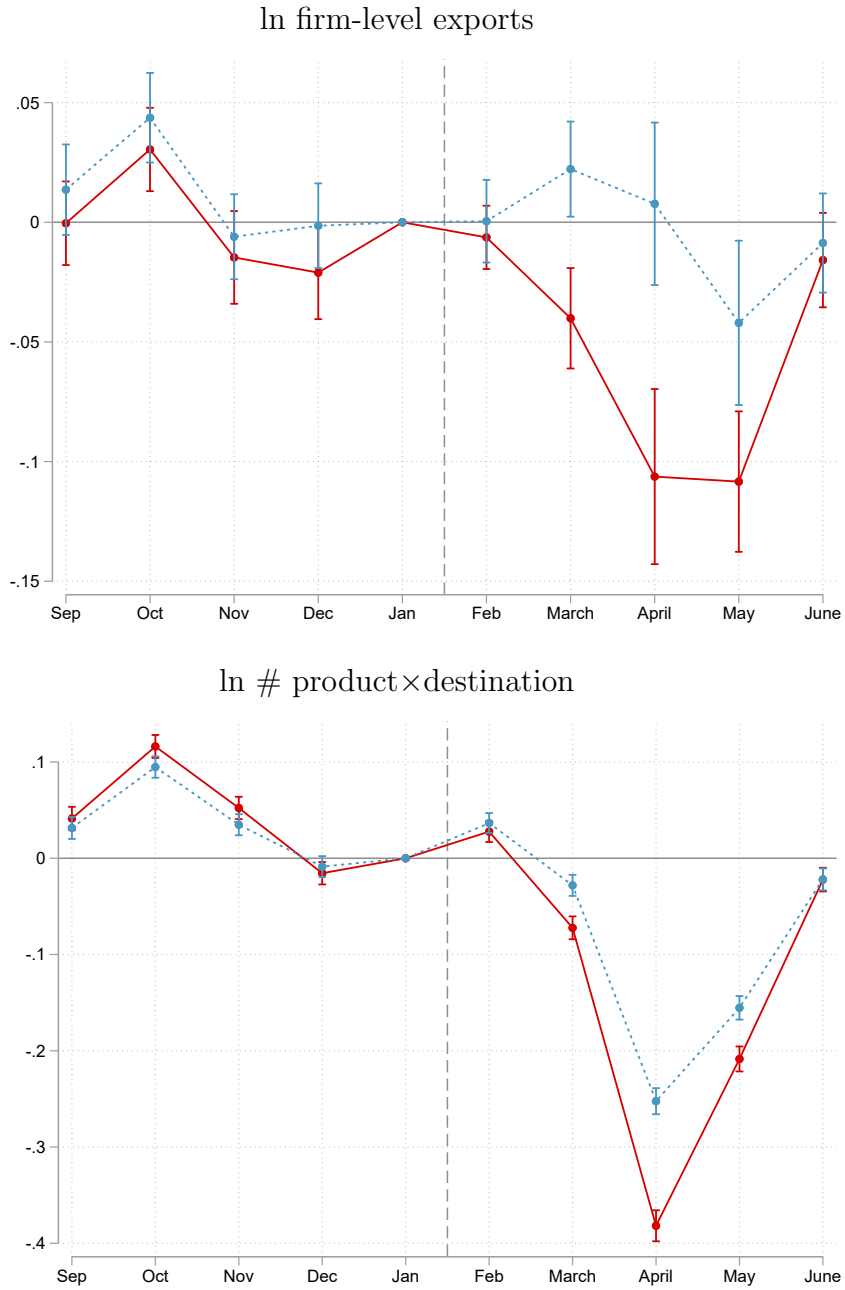 ln firm-level exports
.05
0
-.05
-.1
-.15
Sep Oct Nov Dec Jan Feb March April May June
ln # product×destination
.1
0
-.1
-.2
-.3
-.4
Sep Oct Nov Dec Jan Feb March April May June